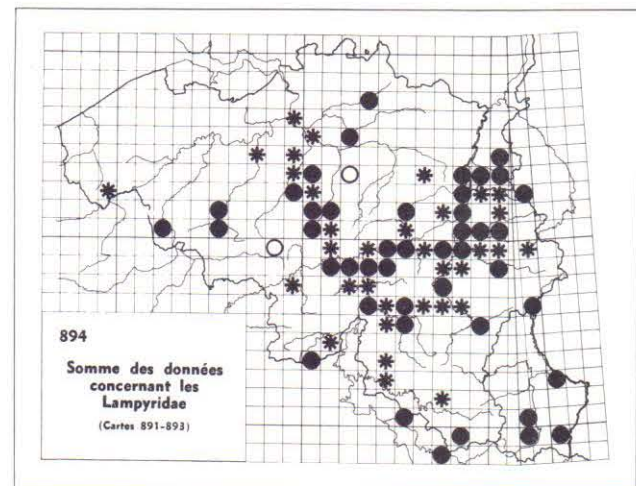 894
Somme des données
concernant les
Lampyridae
(Cartes 891-893)